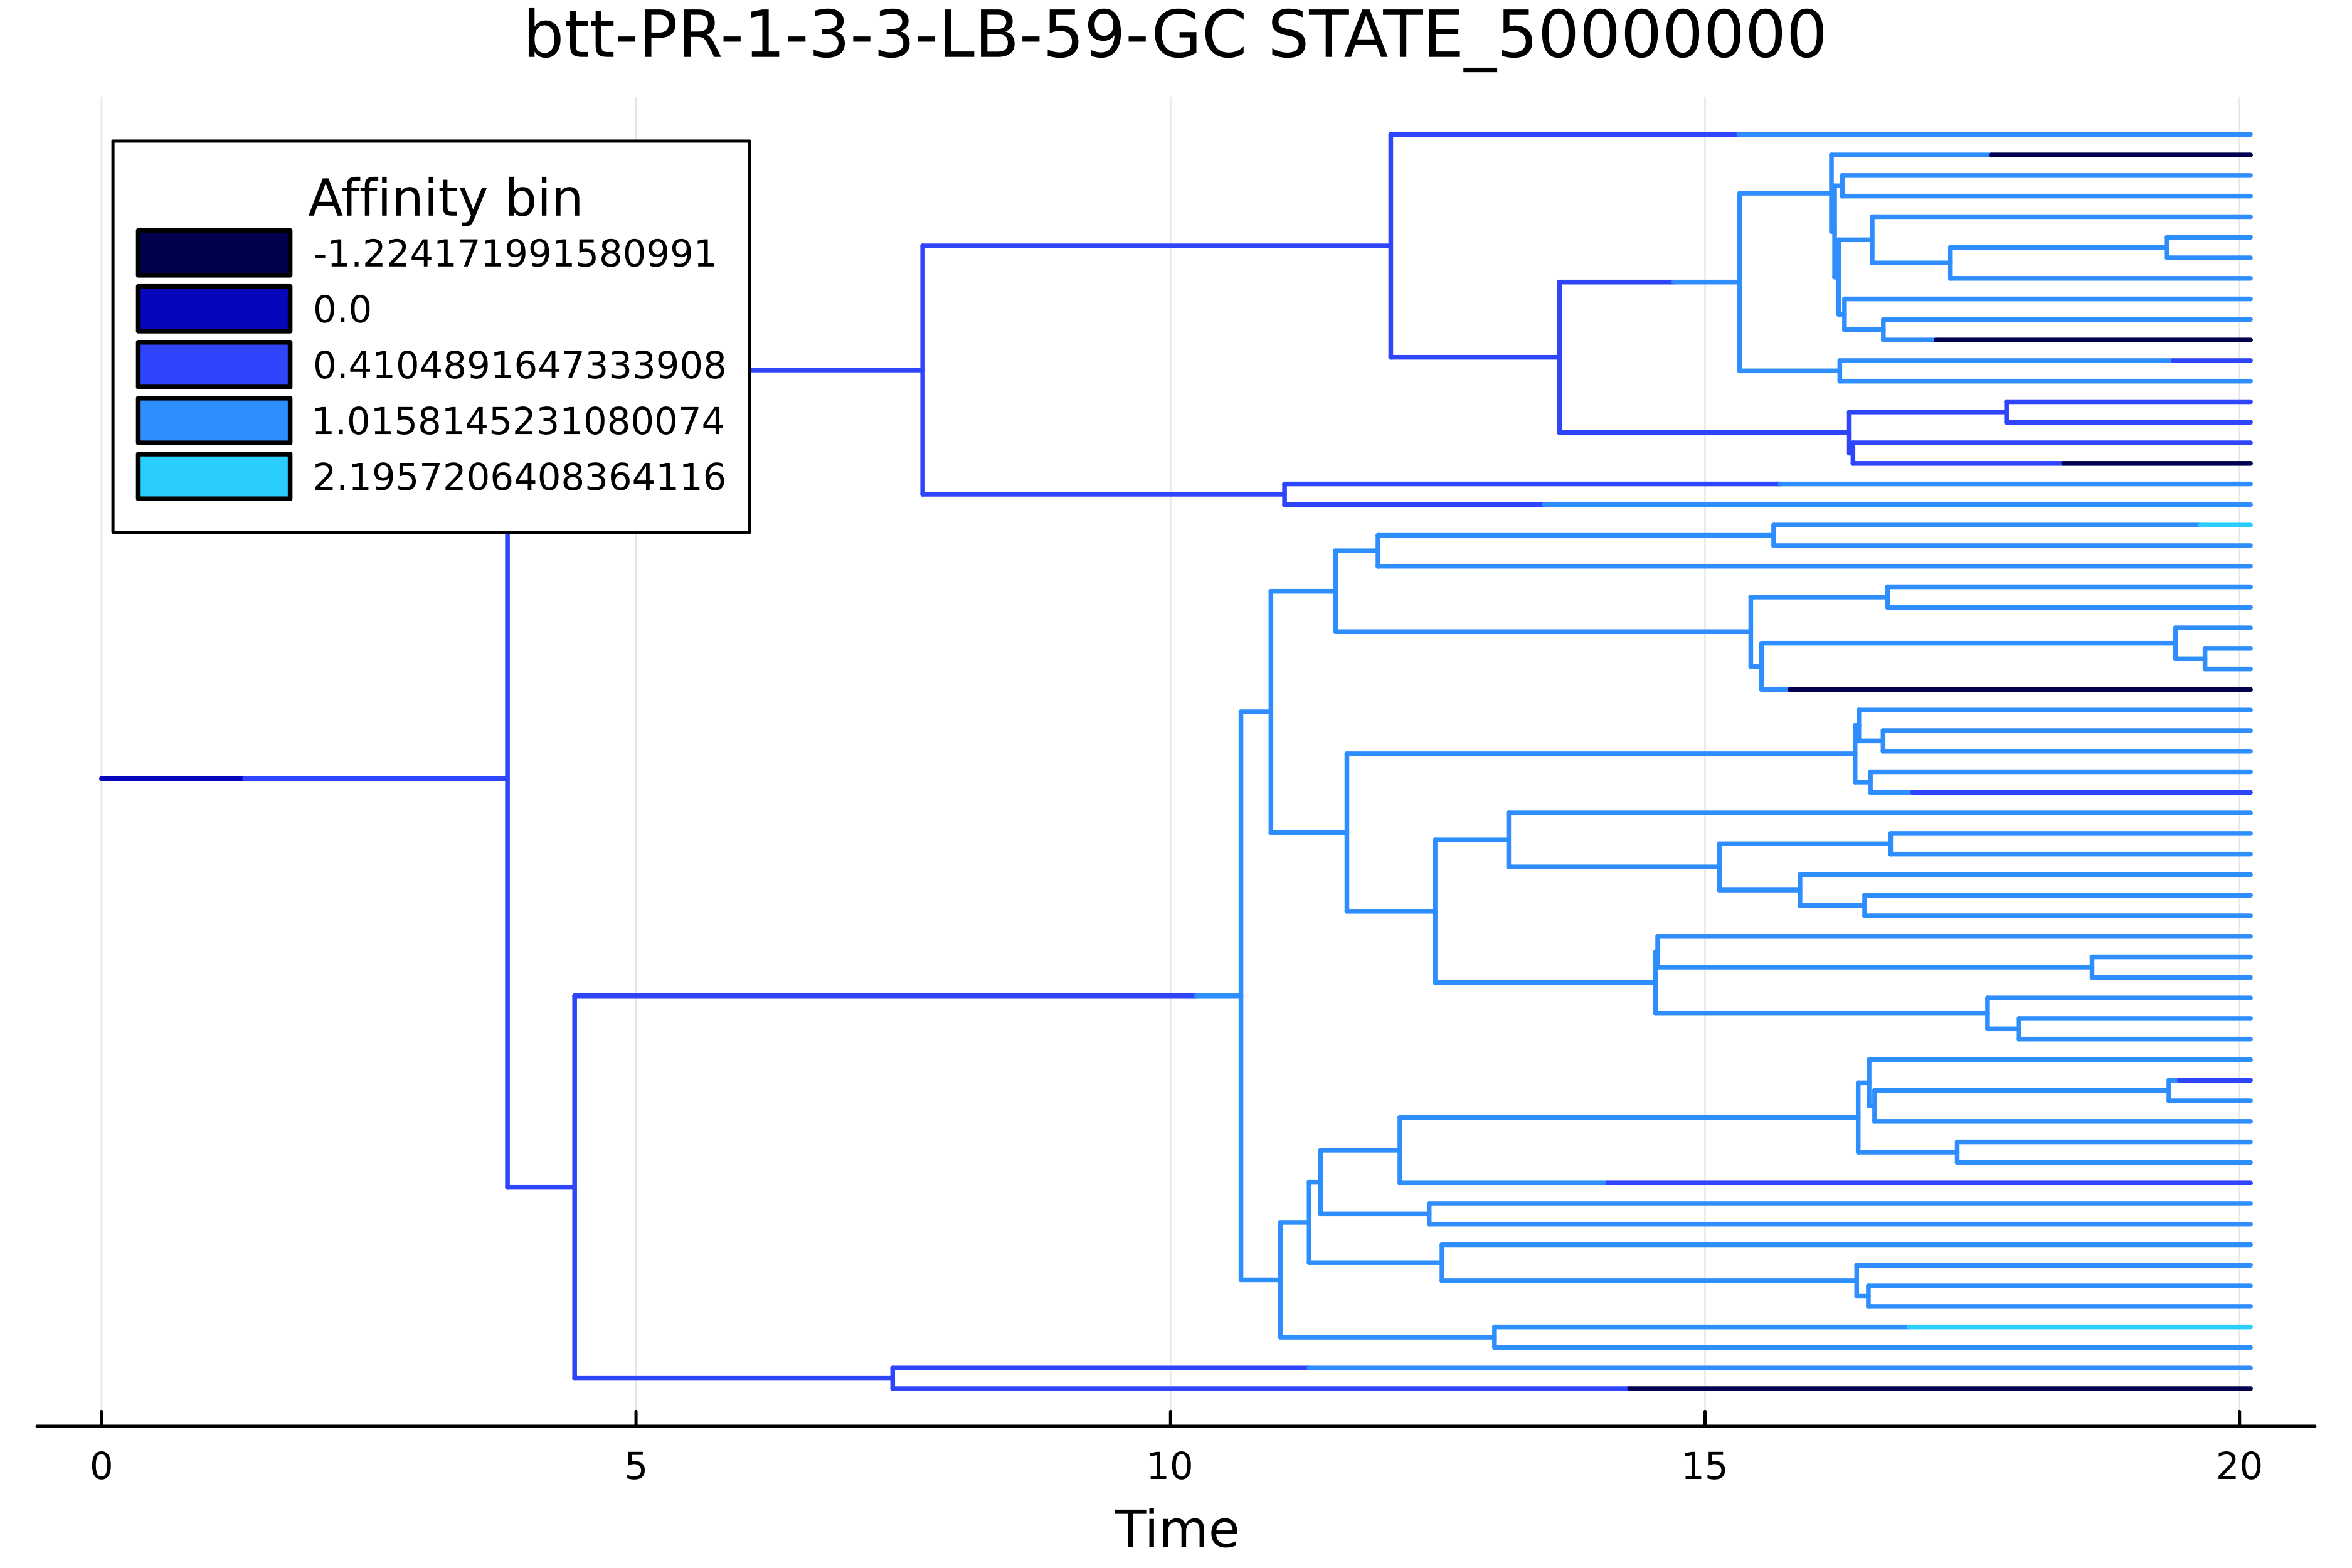 btt-PR-1-3-3-LB-59-GC STATE_50000000
Affinity bin
-1.224171991580991
0.0
0.4104891647333908
1.0158145231080074
2.1957206408364116
0 5 10 15 20
Time